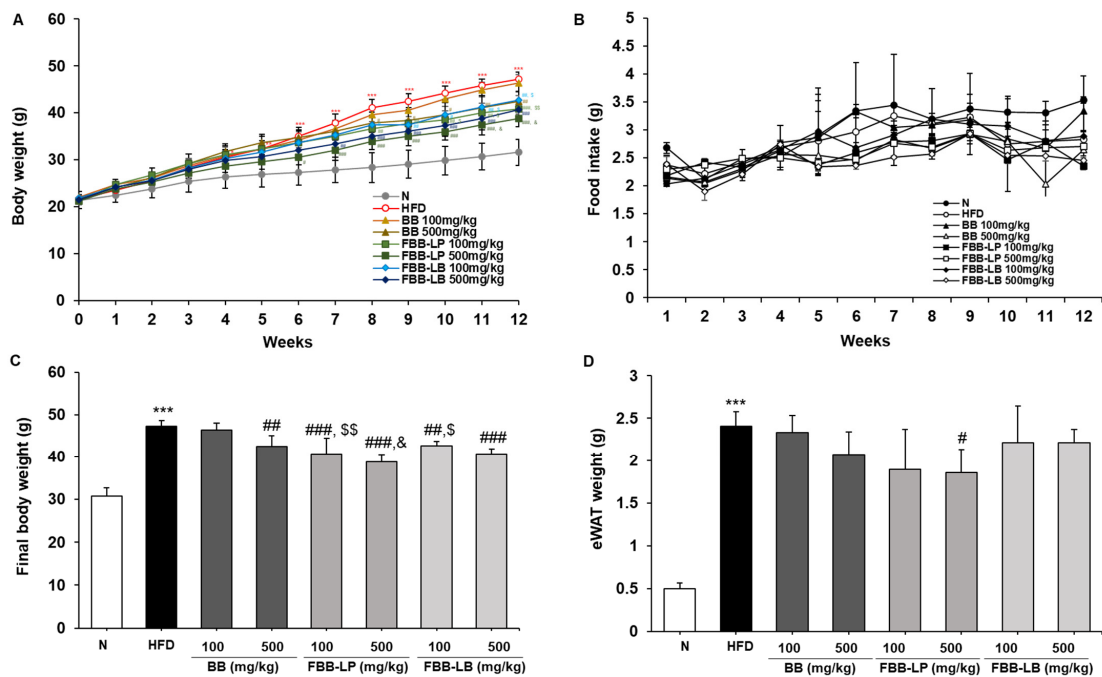 A
Body weight (g)
60
50
40
30
20
10
0
0 1 2 3 4 5 6 7 8 9 10 11 12
Weeks
*** *** *** *** *** *** ***
N
HFD
BB 100mg/kg
BB 500mg/kg
FBB-LP 100mg/kg
FBB-LP 500mg/kg
FBB-LB 100mg/kg
FBB-LB 500mg/kg
B
Food intake (g)
5
4.5
4
3.5
3
2.5
2
1.5
1
0.5
0
1 2 3 4 5 6 7 8 9 10 11 12
Weeks
N
HFD
BB 100mg/kg
BB 500mg/kg
FBB-LP 100mg/kg
FBB-LP 500mg/kg
FBB-LB 100mg/kg
FBB-LB 500mg/kg
C
Final body weight (g)
60
50
40
30
20
10
0
*** ## ###, $$ ###,& ##,$ ###
N HFD 100 500 100 500 100 500
BB (mg/kg) FBB-LP (mg/kg) FBB-LB (mg/kg)
D
eWAT weight (g)
3
2.5
2
1.5
1
0.5
0
*** #
N HFD 100 500 100 500 100 500
BB (mg/kg) FBB-LP (mg/kg) FBB-LB (mg/kg)